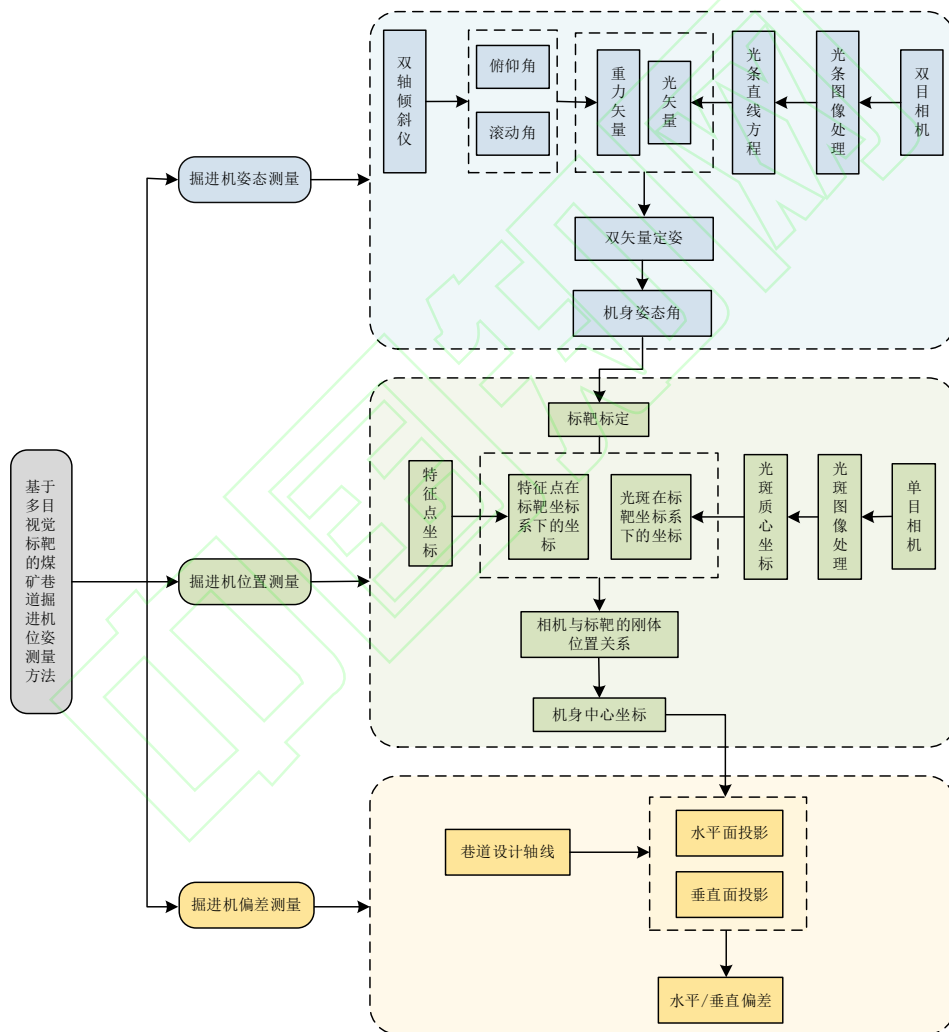 基于
多目
视觉
标靶
的煤
矿巷
道掘
进机
位姿
测量
方法
掘进机姿态测量
双轴倾斜仪
俯仰角
滚动角
重力矢量
光矢量
光条直线方程
光条图像处理
双目相机
双矢量定姿
机身姿态角
掘进机位置测量
标靶标定
特征点坐标
特征点在
标靶坐标
系下的坐
标
光斑在标
靶坐标系
下的坐标
光斑质心坐标
光斑图像处理
单目相机
相机与标靶的刚体
位置关系
机身中心坐标
掘进机偏差测量
巷道设计轴线
水平面投影
垂直面投影
水平/垂直偏差
中国知网